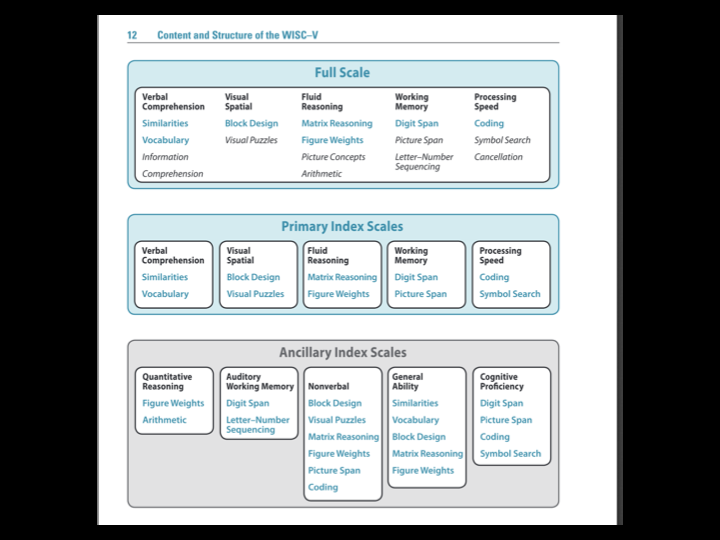 12 Content and Structure of the WISC–V
Full Scale
Verbal Comprehension
Similarities
Vocabulary
Information
Comprehension
Visual Spatial
Block Design
Visual Puzzles
Fluid Reasoning
Matrix Reasoning
Figure Weights
Picture Concepts
Arithmetic
Working Memory
Digit Span
Picture Span
Letter–Number
Sequencing
Processing Speed
Coding
Symbol Search
Cancellation
Primary Index Scales
Verbal Comprehension
Similarities
Vocabulary
Visual Spatial
Block Design
Visual Puzzles
Fluid Reasoning
Matrix Reasoning
Figure Weights
Working Memory
Digit Span
Picture Span
Processing Speed
Coding
Symbol Search
Ancillary Index Scales
Quantitative Reasoning
Figure Weights
Arithmetic
Auditory Working Memory
Digit Span
Letter–Number
Sequencing
Nonverbal
Block Design
Visual Puzzles
Matrix Reasoning
Figure Weights
Picture Span
Coding
General Ability
Similarities
Vocabulary
Block Design
Matrix Reasoning
Figure Weights
Cognitive Proficiency
Digit Span
Picture Span
Coding
Symbol Search